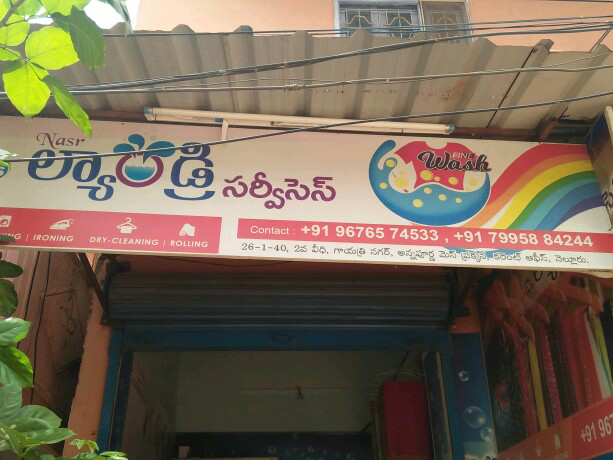 Nasr
ల్యాండ్రి సర్వీసెస్
FINE
Wash
IRONING | DRY-CLEANING | ROLLING
Contact : +91 96765 74533 , +91 79958 84244
26-1-40, 2వ వీధి, గాయత్రి నగర్, అన్నపూర్ణ మెస్ ప్రక్కన, కరెంట్ ఆఫీస్, నెల్లూరు.
+91 967